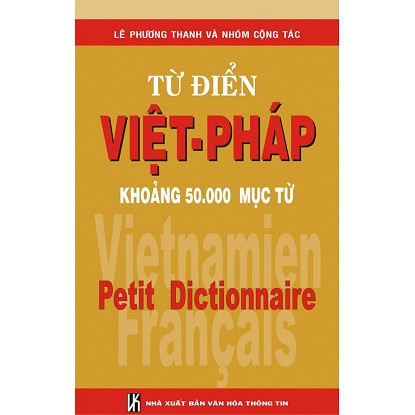 LÊ PHƯƠNG THANH VÀ NHÓM CỘNG TÁC
TỪ ĐIỂN
VIỆT-PHÁP
KHOẢNG 50.000 MỤC TỪ
Vietnamien
Petit Dictionnaire
Français
NHÀ XUẤT BẢN VĂN HÓA THÔNG TIN